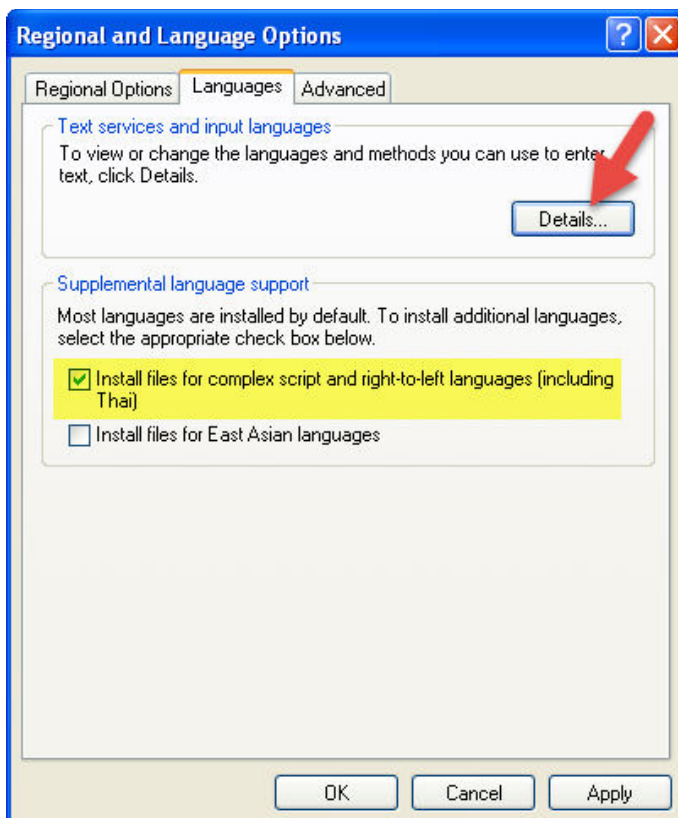 Regional and Language Options
Regional Options
Languages
Advanced
Text services and input languages
To view or change the languages and methods you can use to enter
text, click Details.
Details...
Supplemental language support
Most languages are installed by default. To install additional languages,
select the appropriate check box below.
Install files for complex script and right-to-left languages (including
Thai)
Install files for East Asian languages
OK
Cancel
Apply